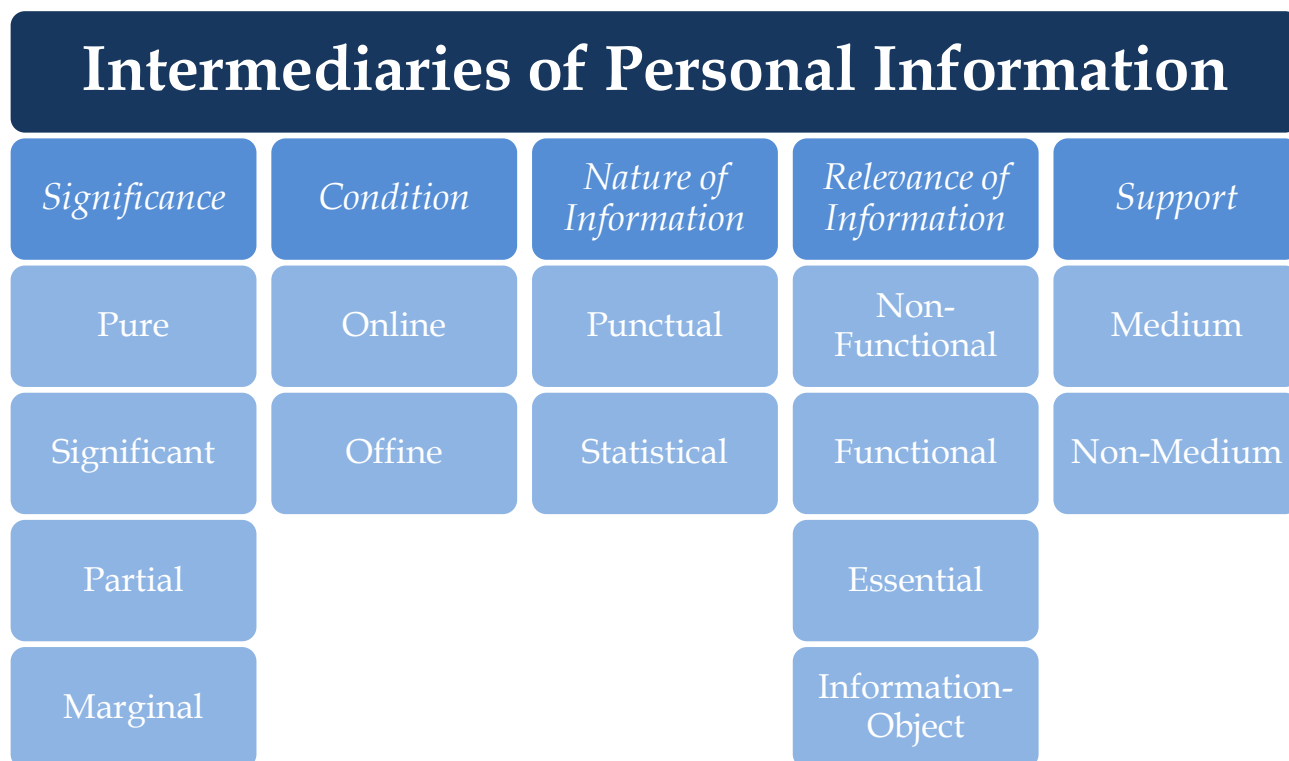 Intermediaries of Personal Information
Significance
Condition
Nature of
Information
Relevance of
Information
Support
Pure
Online
Punctual
Non-
Functional
Medium
Significant
Offine
Statistical
Functional
Non-Medium
Partial
Essential
Marginal
Information-
Object